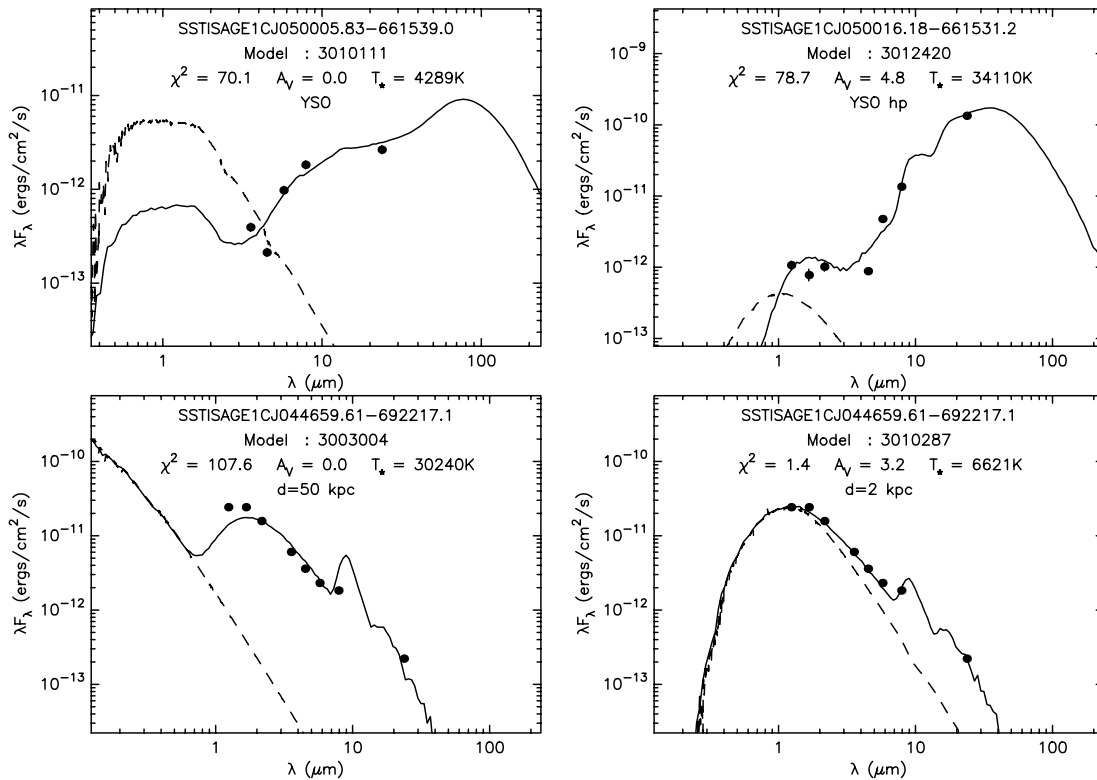 SSTISAGE1CJ050005.83−661539.0
Model : 3010111
χ² = 70.1 A_V = 0.0 T_* = 4289K
YSO
10⁻¹¹
10⁻¹²
10⁻¹³
λF_λ (ergs/cm²/s)
1 10 100
λ (μm)
SSTISAGE1CJ050016.18−661531.2
Model : 3012420
χ² = 78.7 A_V = 4.8 T_* = 34110K
YSO hp
10⁻⁹
10⁻¹⁰
10⁻¹¹
10⁻¹²
10⁻¹³
λF_λ (ergs/cm²/s)
1 10 100
λ (μm)
SSTISAGE1CJ044659.61−692217.1
Model : 3003004
χ² = 107.6 A_V = 0.0 T_* = 30240K
d=50 kpc
10⁻¹⁰
10⁻¹¹
10⁻¹²
10⁻¹³
λF_λ (ergs/cm²/s)
1 10 100
λ (μm)
SSTISAGE1CJ044659.61−692217.1
Model : 3010287
χ² = 1.4 A_V = 3.2 T_* = 6621K
d=2 kpc
10⁻¹⁰
10⁻¹¹
10⁻¹²
10⁻¹³
λF_λ (ergs/cm²/s)
1 10 100
λ (μm)